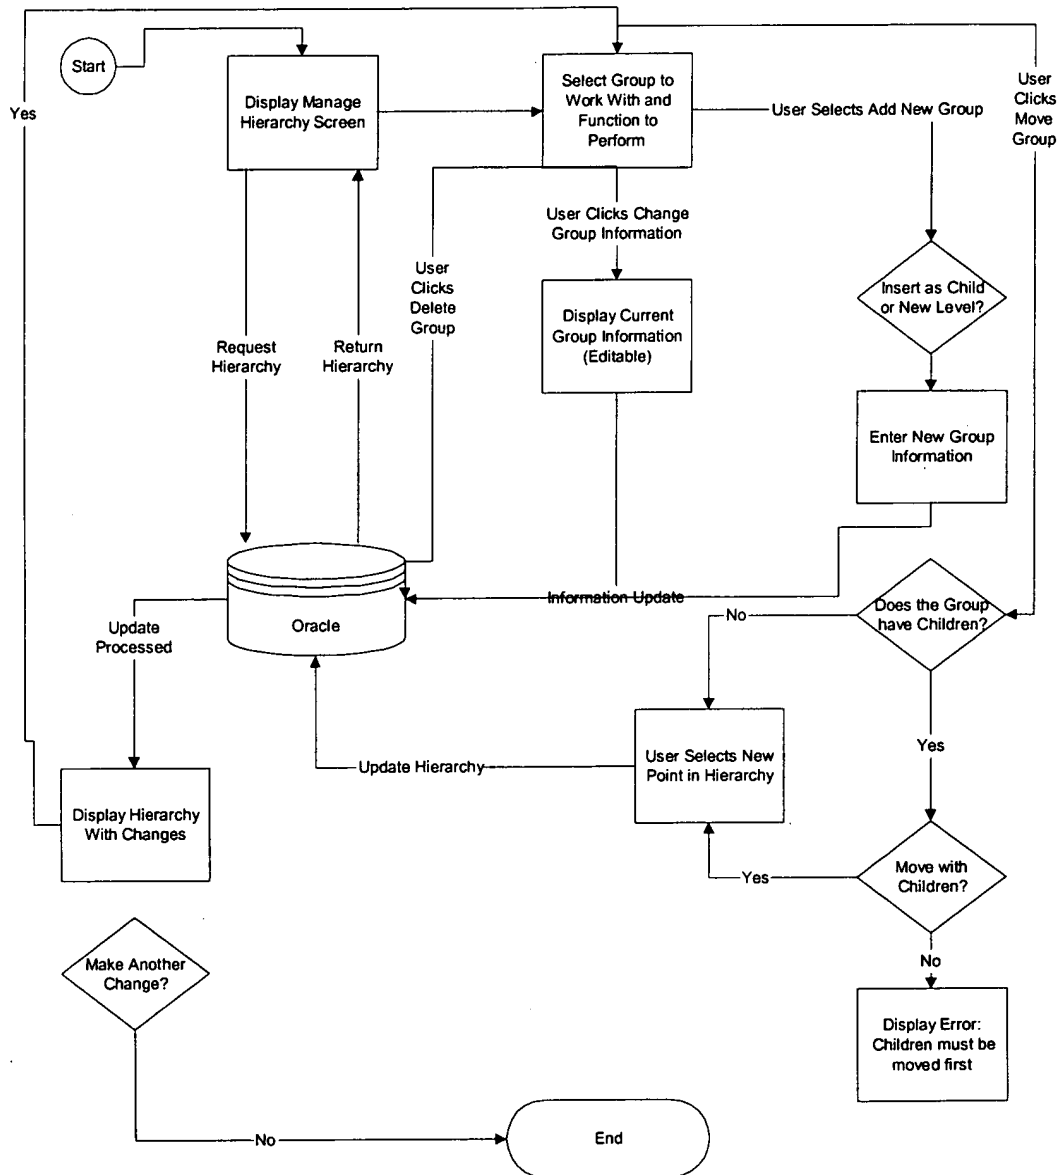 Start
Display Manage
Hierarchy Screen
Select Group to
Work With and
Function to
Perform
User Selects Add New Group
User
Clicks
Move
Group
Yes
User Clicks Change
Group Information
User
Clicks
Delete
Group
Insert as Child
or New Level?
Display Current
Group Information
(Editable)
Request
Hierarchy
Return
Hierarchy
Enter New Group
Information
Information Update
Oracle
Update
Processed
No
Does the Group
have Children?
Yes
User Selects New
Point in Hierarchy
Update Hierarchy
Display Hierarchy
With Changes
Yes
Move with
Children?
No
Make Another
Change?
Display Error:
Children must be
moved first
No
End